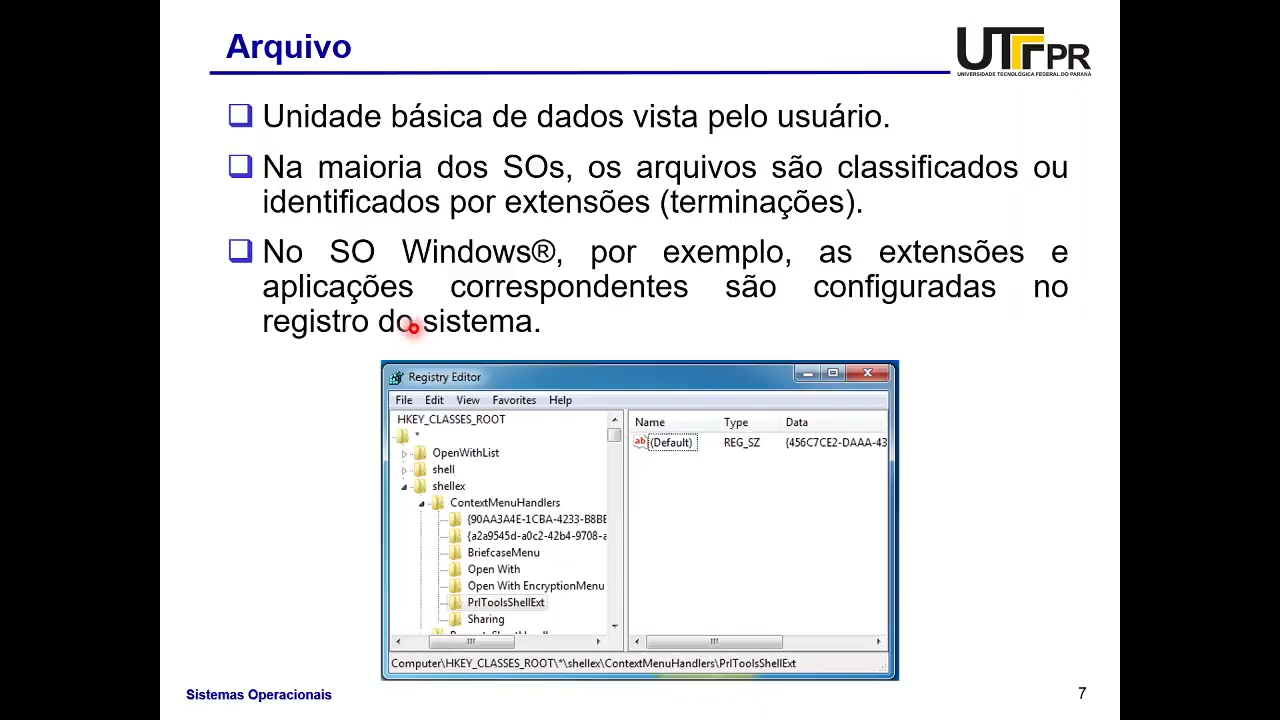 Arquivo
UTFPR
UNIVERSIDADE TECNOLÓGICA FEDERAL DO PARANÁ
Unidade básica de dados vista pelo usuário.
Na maioria dos SOs, os arquivos são classificados ou
identificados por extensões (terminações).
No SO Windows®, por exemplo, as extensões e
aplicações correspondentes são configuradas no
registro do sistema.
Registry Editor
File Edit View Favorites Help
HKEY_CLASSES_ROOT
*
OpenWithList
shell
shellex
ContextMenuHandlers
{90AA3A4E-1CBA-4233-B8BB
{a2a9545d-a0c2-42b4-9708-a
BriefcaseMenu
Open With
Open With EncryptionMenu
PrlToolsShellExt
Sharing
Name Type Data
ab (Default) REG_SZ {456C7CE2-DAAA-43
Computer\HKEY_CLASSES_ROOT\*\shellex\ContextMenuHandlers\PrlToolsShellExt
Sistemas Operacionais
7